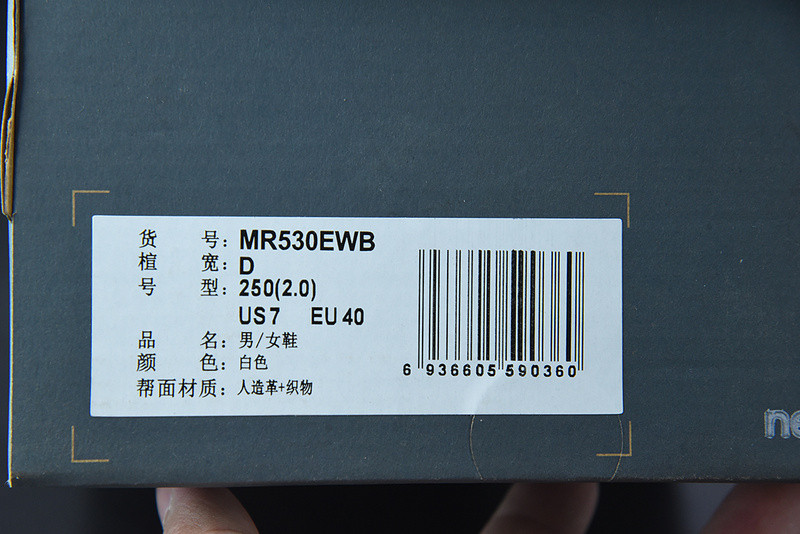 货 号：MR530EWB
楦 宽：D
号 型：250(2.0)
US 7 EU 40
品 名：男/女鞋
颜 色：白色
帮面材质：人造革+织物
6 936605 590360
ne